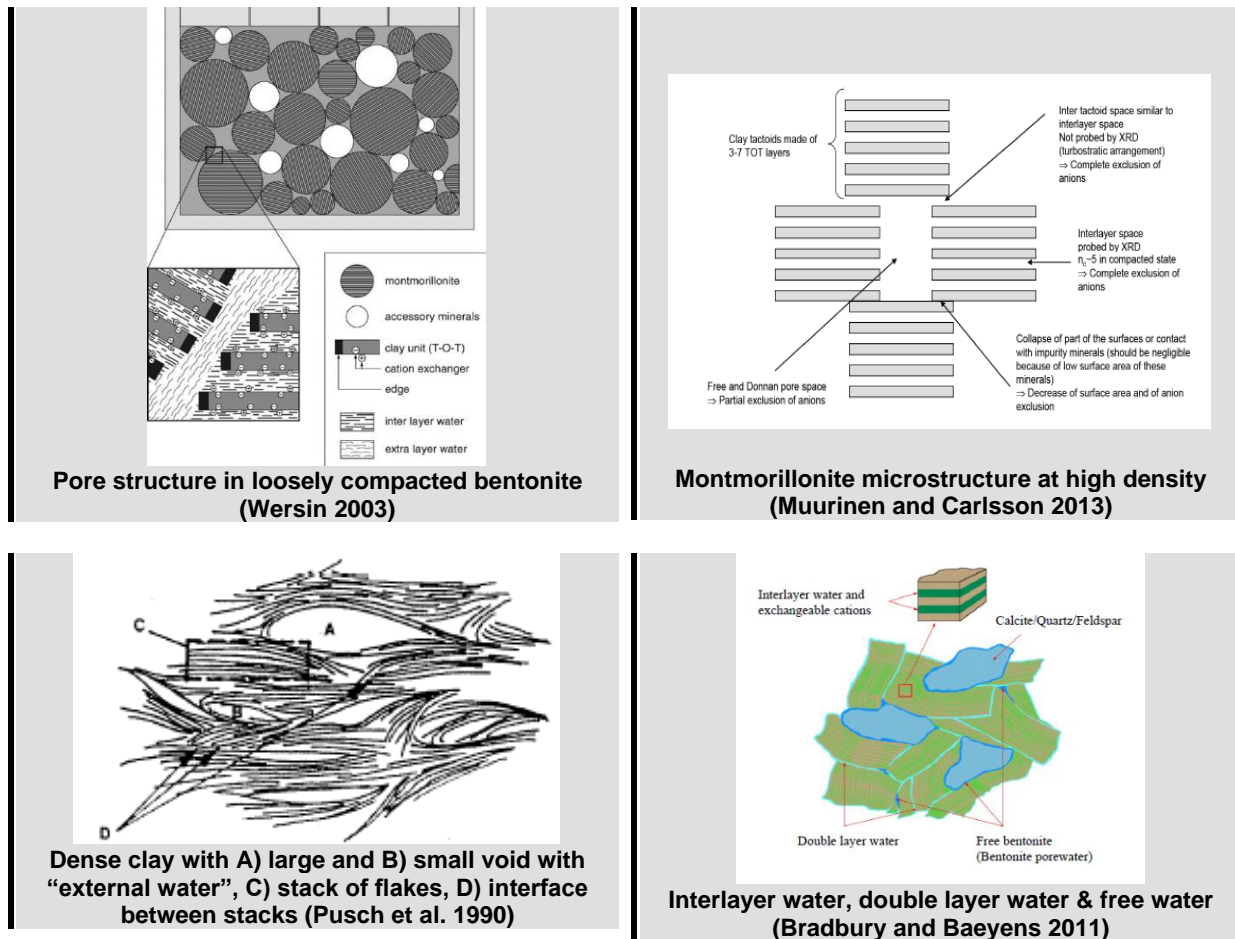 montmorillonite
accessory minerals
clay unit (T-O-T)
cation exchanger
edge
inter layer water
extra layer water
Pore structure in loosely compacted bentonite
(Wersin 2003)
Clay tactoids made of
3-7 TOT layers
Inter tactoid space similar to
interlayer space
Not probed by XRD
(turbostratic arrangement)
⇒ Complete exclusion of
anions
Interlayer space
probed by XRD
nc~5 in compacted state
⇒ Complete exclusion of
anions
Collapse of part of the surfaces or contact
with impurity minerals (should be negligible
because of low surface area of these
minerals)
⇒ Decrease of surface area and of anion
exclusion
Free and Donnan pore space
⇒ Partial exclusion of anions
Montmorillonite microstructure at high density
(Muurinen and Carlsson 2013)
C
A
B
D
Dense clay with A) large and B) small void with
“external water”, C) stack of flakes, D) interface
between stacks (Pusch et al. 1990)
Interlayer water and
exchangeable cations
Calcite/Quartz/Feldspar
Double layer water
Free bentonite
(Bentonite porewater)
Interlayer water, double layer water & free water
(Bradbury and Baeyens 2011)